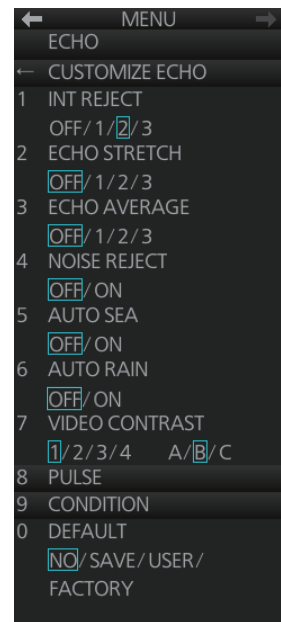 MENU
ECHO
← CUSTOMIZE ECHO
1 INT REJECT
OFF/1/2/3
2 ECHO STRETCH
OFF/1/2/3
3 ECHO AVERAGE
OFF/1/2/3
4 NOISE REJECT
OFF/ON
5 AUTO SEA
OFF/ON
6 AUTO RAIN
OFF/ON
7 VIDEO CONTRAST
1/2/3/4 A/B/C
8 PULSE
9 CONDITION
0 DEFAULT
NO/SAVE/USER/
FACTORY